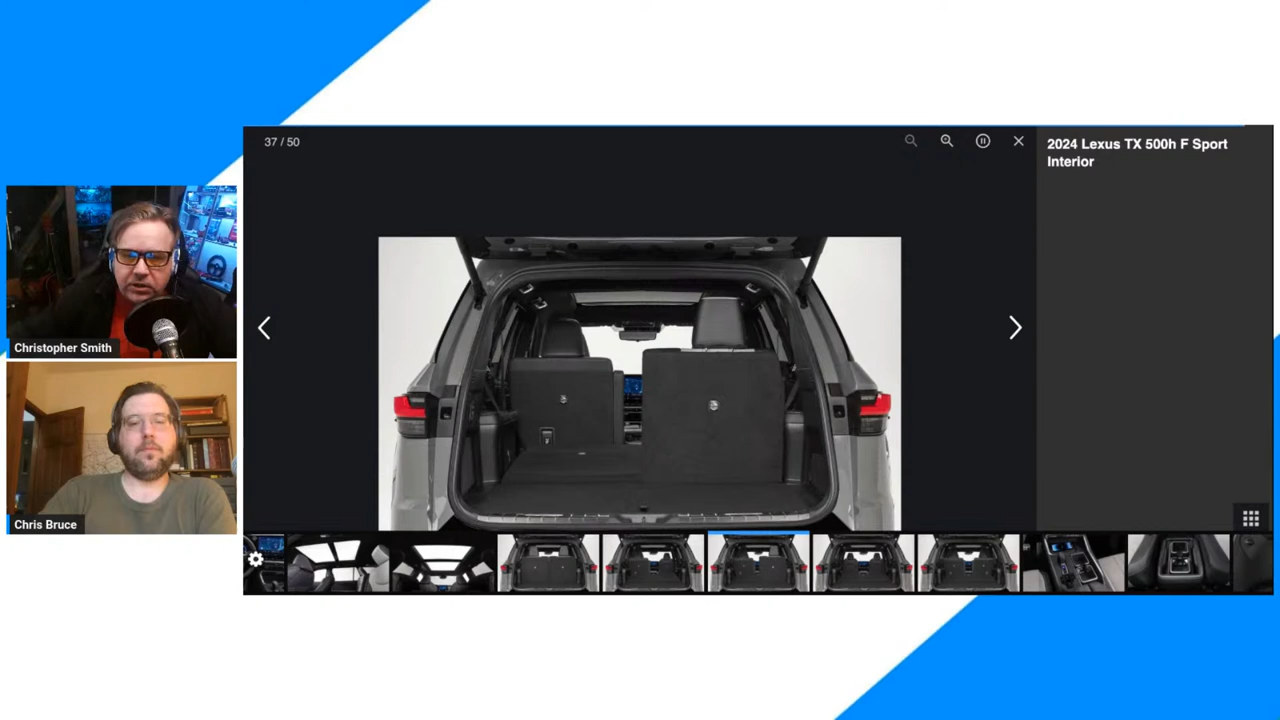 37 / 50
2024 Lexus TX 500h F Sport
Interior
Christopher Smith
Chris Bruce